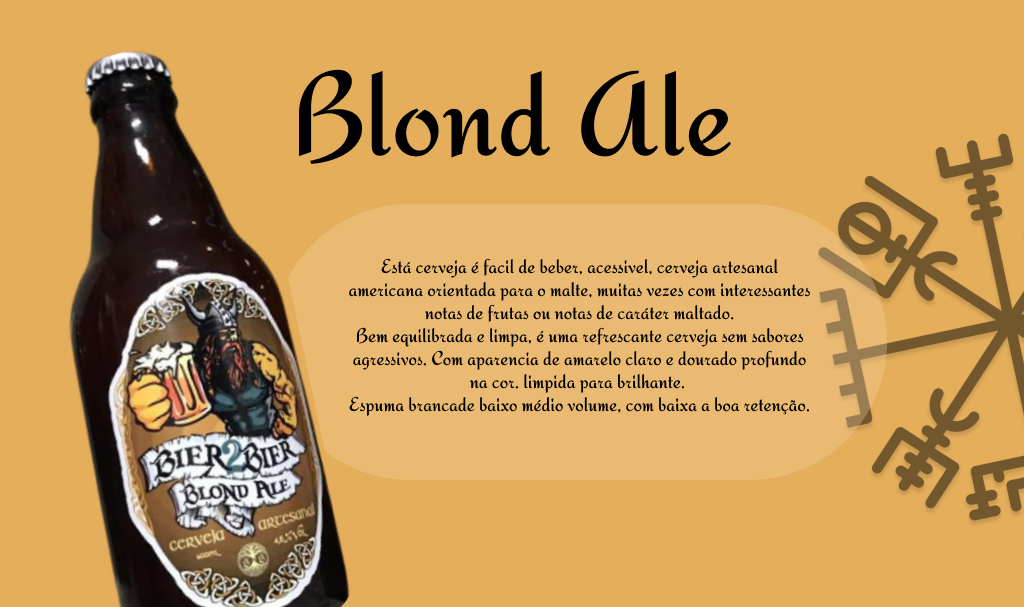 Blond Ale
Está cerveja é facil de beber, acessivel, cerveja artesanal
americana orientada para o malte, muitas vezes com interessantes
notas de frutas ou notas de caráter maltado.
Bem equilibrada e limpa, é uma refrescante cerveja sem sabores
agressivos. Com aparencia de amarelo claro e dourado profundo
na cor. limpida para brilhante.
Espuma brancade baixo médio volume, com baixa a boa retenção.
BIER2BIER
BLOND ALE
CERVEJA ARTESANAL
600ML